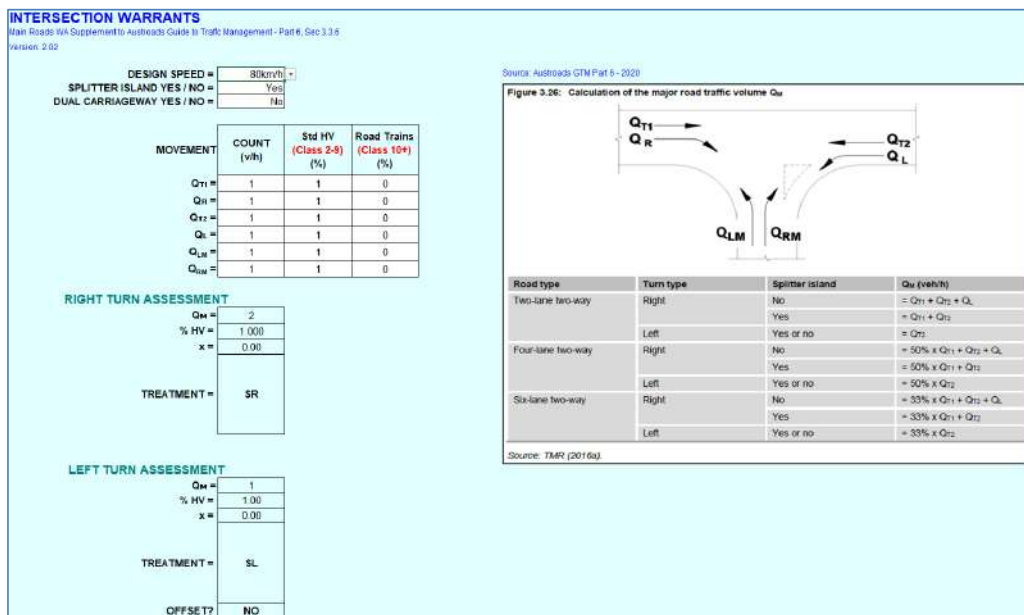 INTERSECTION WARRANTS
Main Roads WA Supplement to Austroads Guide to Traffic Management - Part 6, Sec 3.3.6
Version: 2.02
DESIGN SPEED = 80km/h
SPLITTER ISLAND YES / NO = Yes
DUAL CARRIAGEWAY YES / NO = No
MOVEMENT COUNT (v/h) Std HV (Class 2-9) (%) Road Trains (Class 10+) (%)
QT1 = 1 1 0
QR = 1 1 0
QT2 = 1 1 0
QL = 1 1 0
QLM = 1 1 0
QRM = 1 1 0
RIGHT TURN ASSESSMENT
QM = 2
% HV = 1.000
x = 0.00
TREATMENT = SR
LEFT TURN ASSESSMENT
QM = 1
% HV = 1.00
x = 0.00
TREATMENT = SL
OFFSET? NO
Source: Austroads GTM Part 6 - 2020
Figure 3.26: Calculation of the major road traffic volume QM
QT1
QR
QT2
QL
QLM QRM
Road type Turn type Splitter island QM (veh/h)
Two-lane two-way Right No = QT1 + QT2 + QL
Yes = QT1 + QT2
Left Yes or no = QT2
Four-lane two-way Right No = 50% x QT1 + QT2 + QL
Yes = 50% x QT1 + QT2
Left Yes or no = 50% x QT2
Six-lane two-way Right No = 33% x QT1 + QT2 + QL
Yes = 33% x QT1 + QT2
Left Yes or no = 33% x QT2
Source: TMR (2016a).